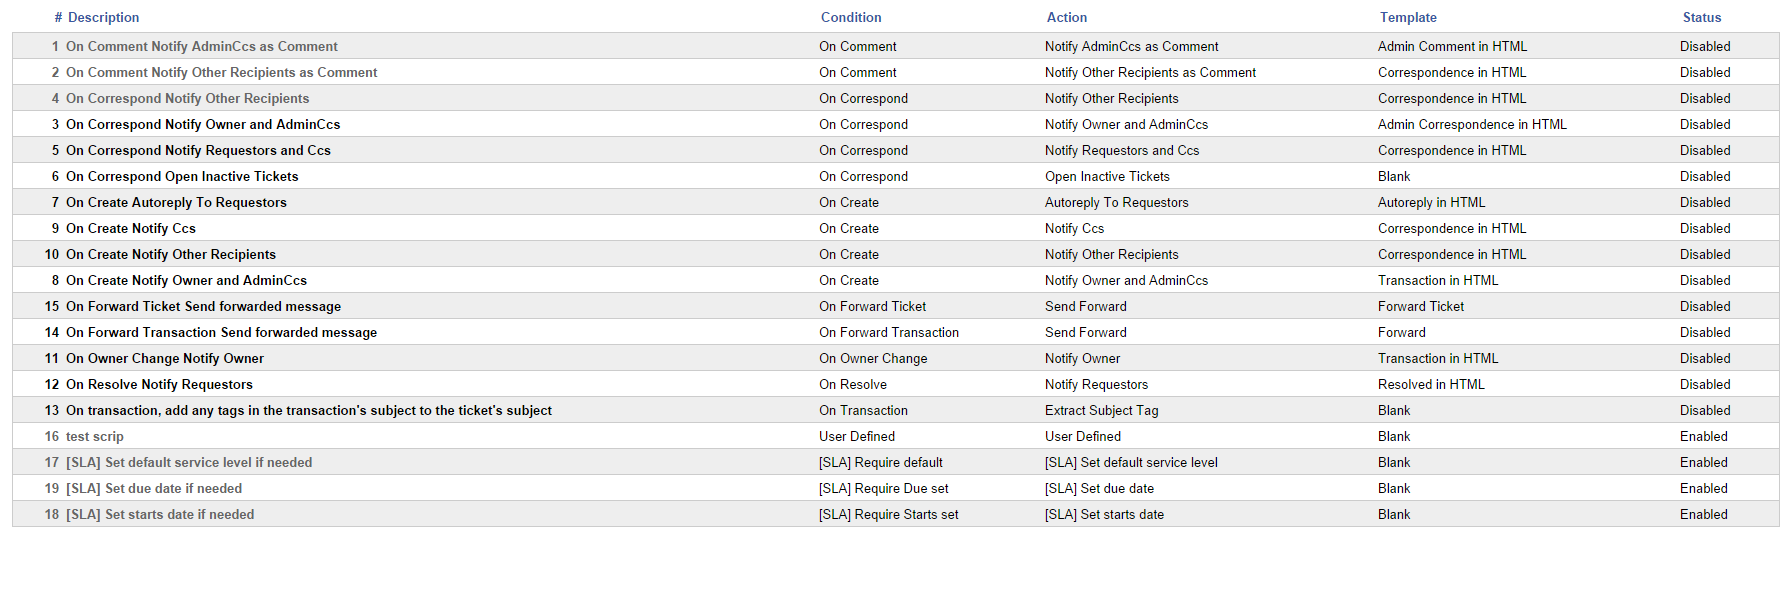 # Description Condition Action Template Status
1 On Comment Notify AdminCcs as Comment On Comment Notify AdminCcs as Comment Admin Comment in HTML Disabled
2 On Comment Notify Other Recipients as Comment On Comment Notify Other Recipients as Comment Correspondence in HTML Disabled
4 On Correspond Notify Other Recipients On Correspond Notify Other Recipients Correspondence in HTML Disabled
3 On Correspond Notify Owner and AdminCcs On Correspond Notify Owner and AdminCcs Admin Correspondence in HTML Disabled
5 On Correspond Notify Requestors and Ccs On Correspond Notify Requestors and Ccs Correspondence in HTML Disabled
6 On Correspond Open Inactive Tickets On Correspond Open Inactive Tickets Blank Disabled
7 On Create Autoreply To Requestors On Create Autoreply To Requestors Autoreply in HTML Disabled
9 On Create Notify Ccs On Create Notify Ccs Correspondence in HTML Disabled
10 On Create Notify Other Recipients On Create Notify Other Recipients Correspondence in HTML Disabled
8 On Create Notify Owner and AdminCcs On Create Notify Owner and AdminCcs Transaction in HTML Disabled
15 On Forward Ticket Send forwarded message On Forward Ticket Send Forward Forward Ticket Disabled
14 On Forward Transaction Send forwarded message On Forward Transaction Send Forward Forward Disabled
11 On Owner Change Notify Owner On Owner Change Notify Owner Transaction in HTML Disabled
12 On Resolve Notify Requestors On Resolve Notify Requestors Resolved in HTML Disabled
13 On transaction, add any tags in the transaction's subject to the ticket's subject On Transaction Extract Subject Tag Blank Disabled
16 test scrip User Defined User Defined Blank Enabled
17 [SLA] Set default service level if needed [SLA] Require default [SLA] Set default service level Blank Enabled
19 [SLA] Set due date if needed [SLA] Require Due set [SLA] Set due date Blank Enabled
18 [SLA] Set starts date if needed [SLA] Require Starts set [SLA] Set starts date Blank Enabled